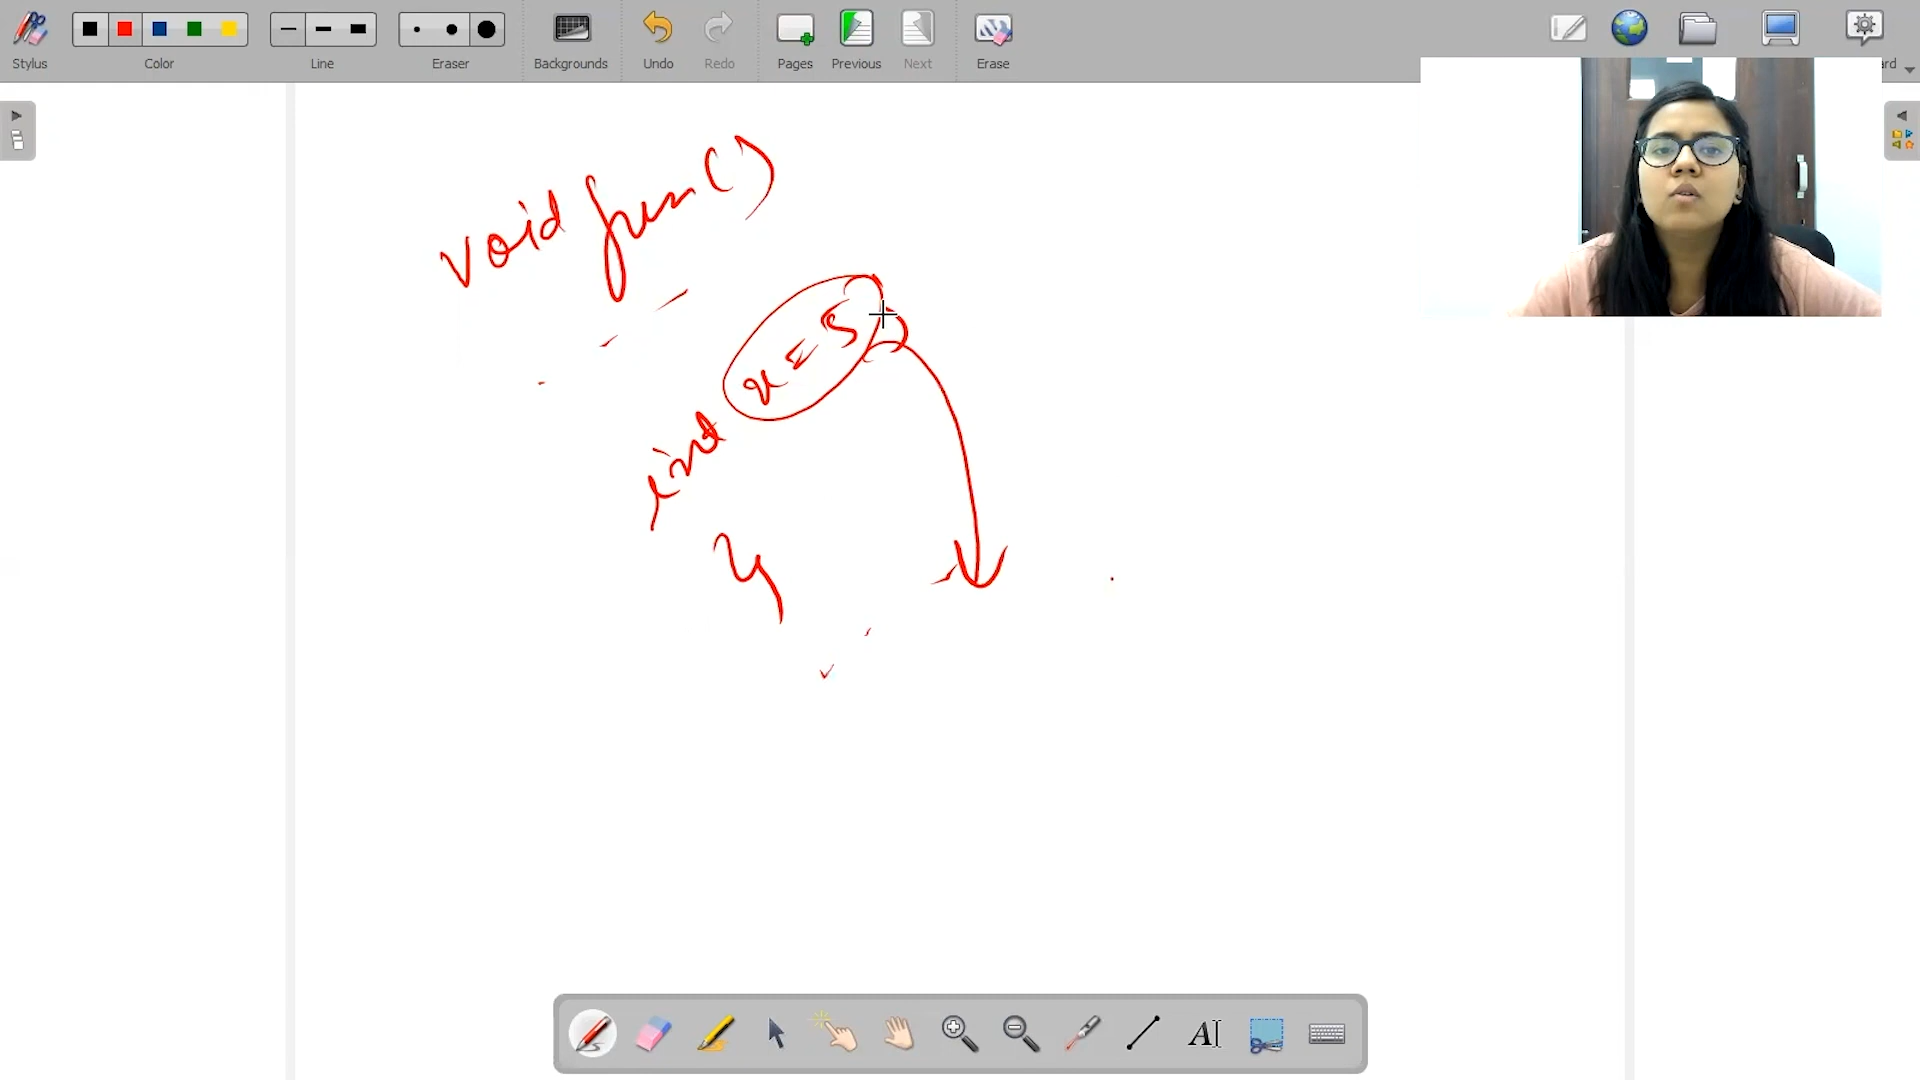 Stylus
Color
Line
Eraser
Backgrounds
Undo
Redo
Pages
Previous
Next
Erase
void fun()
int x = 5;
}